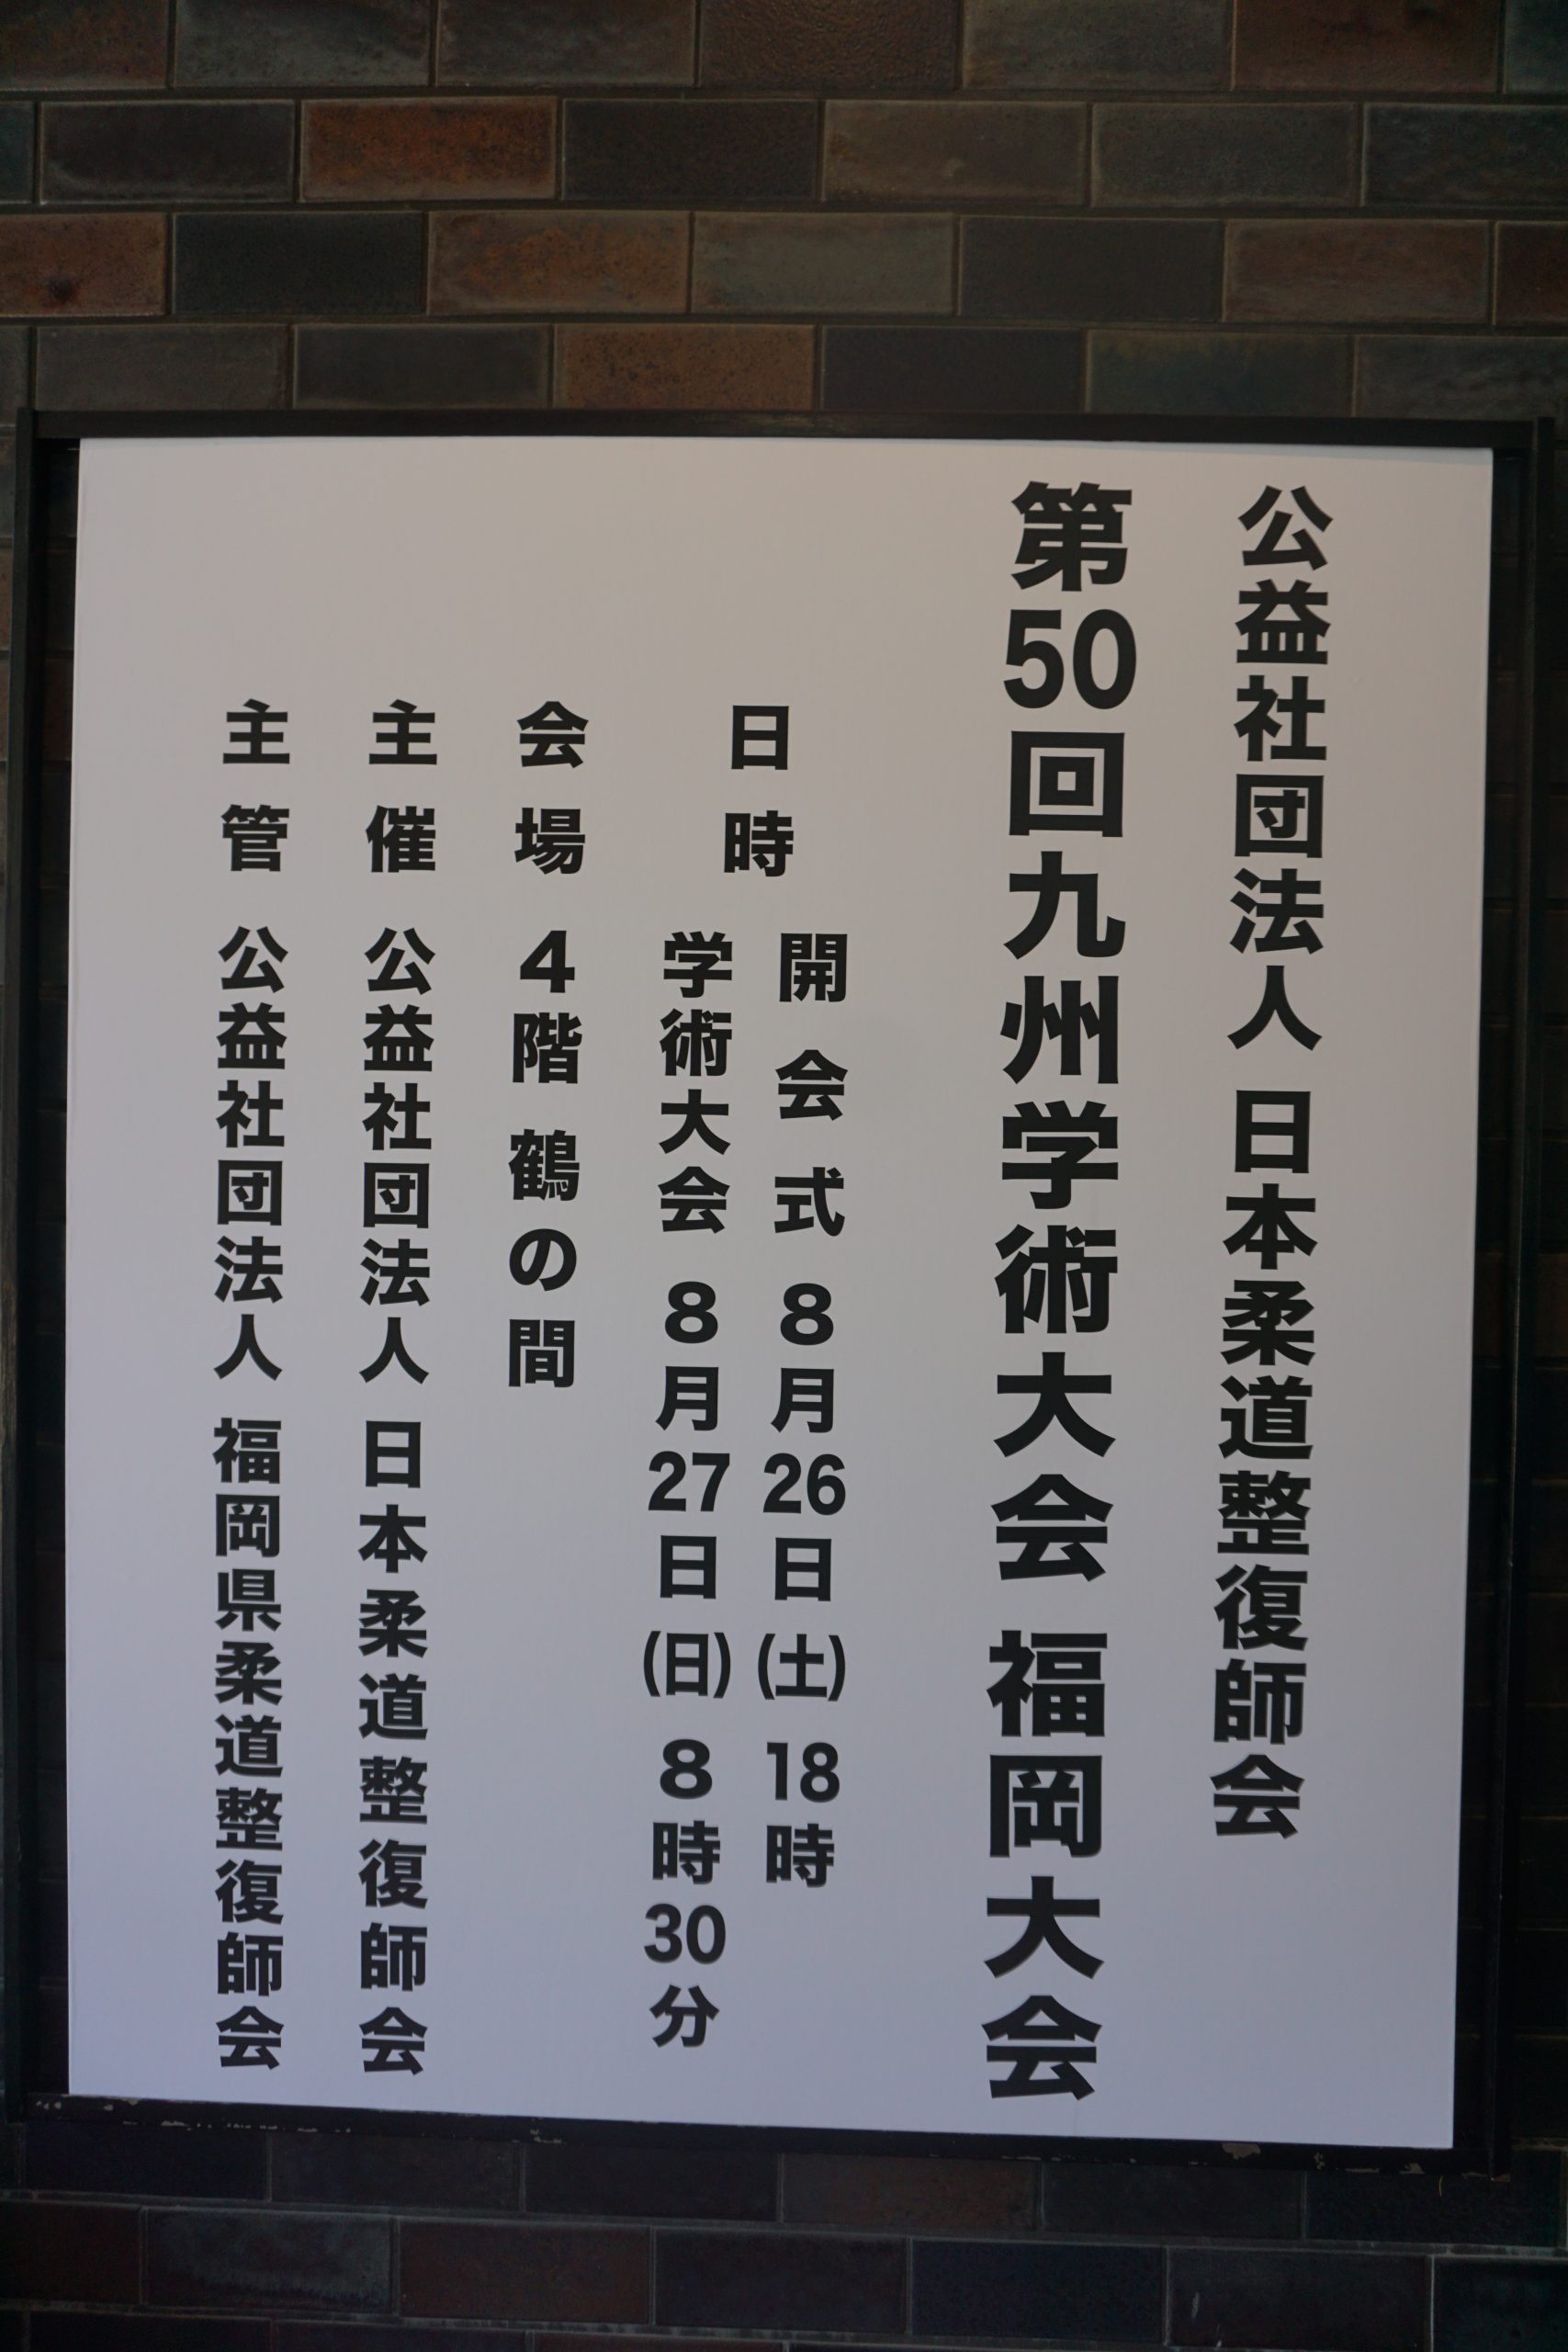 公益社団法人 日本柔道整復師会
第50回九州学術大会 福岡大会
日時
開会式 8月26日(土) 18時
学術大会 8月27日(日) 8時30分
会場 4階 鶴の間
主催 公益社団法人 日本柔道整復師会
主管 公益社団法人 福岡県柔道整復師会